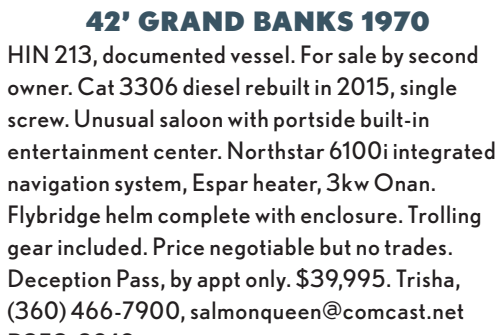 42' GRAND BANKS 1970
HIN 213, documented vessel. For sale by second
owner. Cat 3306 diesel rebuilt in 2015, single
screw. Unusual saloon with portside built-in
entertainment center. Northstar 6100i integrated
navigation system, Espar heater, 3kw Onan.
Flybridge helm complete with enclosure. Trolling
gear included. Price negotiable but no trades.
Deception Pass, by appt only. $39,995. Trisha,
(360) 466-7900, salmonqueen@comcast.net